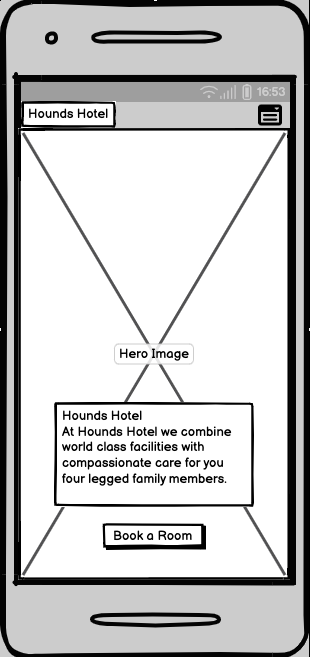 16:53
Hounds Hotel
Hero Image
Hounds Hotel
At Hounds Hotel we combine
world class facilities with
compassionate care for you
four legged family members.
Book a Room